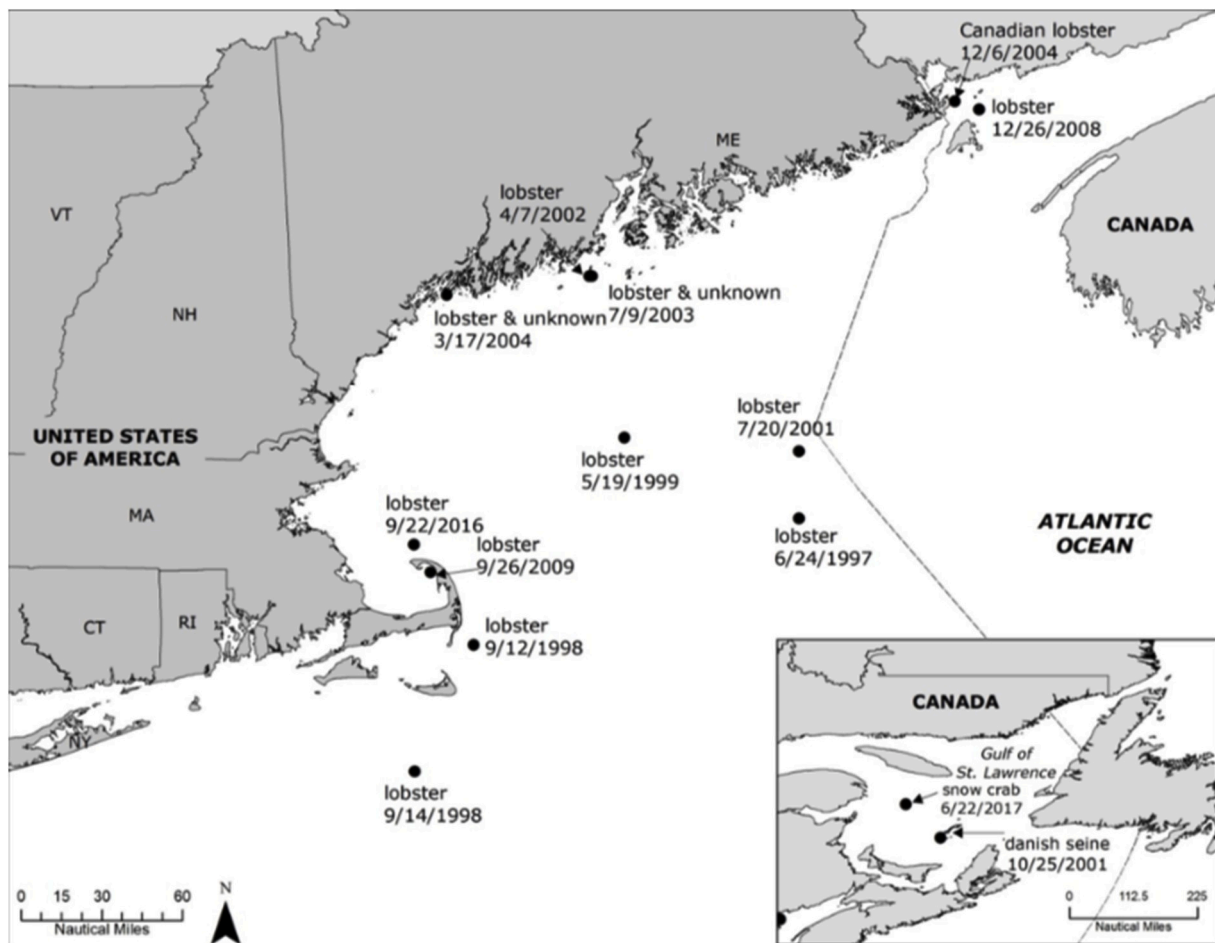 Canadian lobster
12/6/2004
lobster
12/26/2008
ME
lobster
4/7/2002
VT
CANADA
lobster & unknown
7/9/2003
NH
lobster & unknown
3/17/2004
lobster
7/20/2001
UNITED STATES
OF AMERICA
lobster
5/19/1999
lobster
9/22/2016
MA
ATLANTIC
OCEAN
lobster
6/24/1997
lobster
9/26/2009
CT
RI
lobster
9/12/1998
NY
lobster
9/14/1998
CANADA
Gulf of
St. Lawrence
snow crab
6/22/2017
danish seine
10/25/2001
0 15 30 60
Nautical Miles
N
0 112.5 225
Nautical Miles